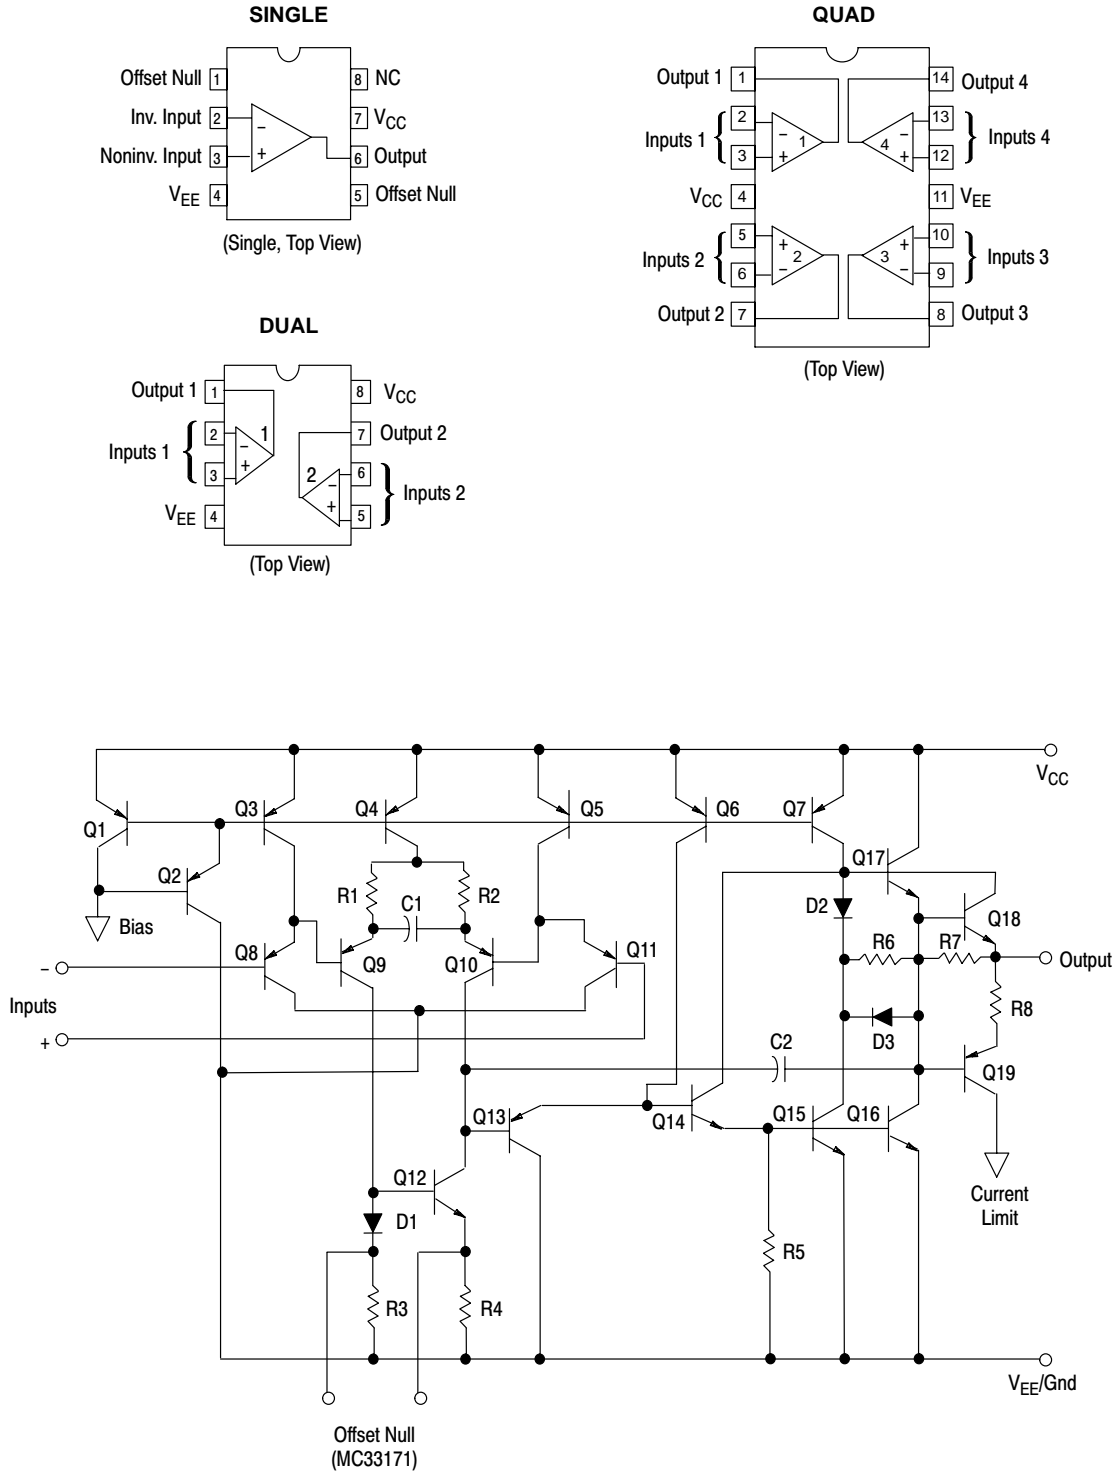 SINGLE
Offset Null 1
8 NC
Inv. Input 2
−
7 VCC
Noninv. Input 3
+
6 Output
VEE 4
5 Offset Null
(Single, Top View)
QUAD
Output 1 1
14 Output 4
Inputs 1
2
3
−
+
1
4
−
+
13
12
Inputs 4
VCC 4
11 VEE
Inputs 2
5
6
+
−
2
3
+
−
10
9
Inputs 3
Output 2 7
8 Output 3
(Top View)
DUAL
Output 1 1
8 VCC
Inputs 1
2
3
−
+
1
7 Output 2
2
−
+
6
5
Inputs 2
VEE 4
(Top View)
VCC
Q1
Q3
Q4
Q5
Q6
Q7
Q2
Q17
Bias
R1
C1
R2
D2
Q18
Q8
Q9
Q10
Q11
R6
R7
Output
−
Inputs
+
D3
R8
C2
Q19
Q13
Q14
Q15
Q16
Q12
D1
Current
Limit
R5
R3
R4
VEE/Gnd
Offset Null
(MC33171)